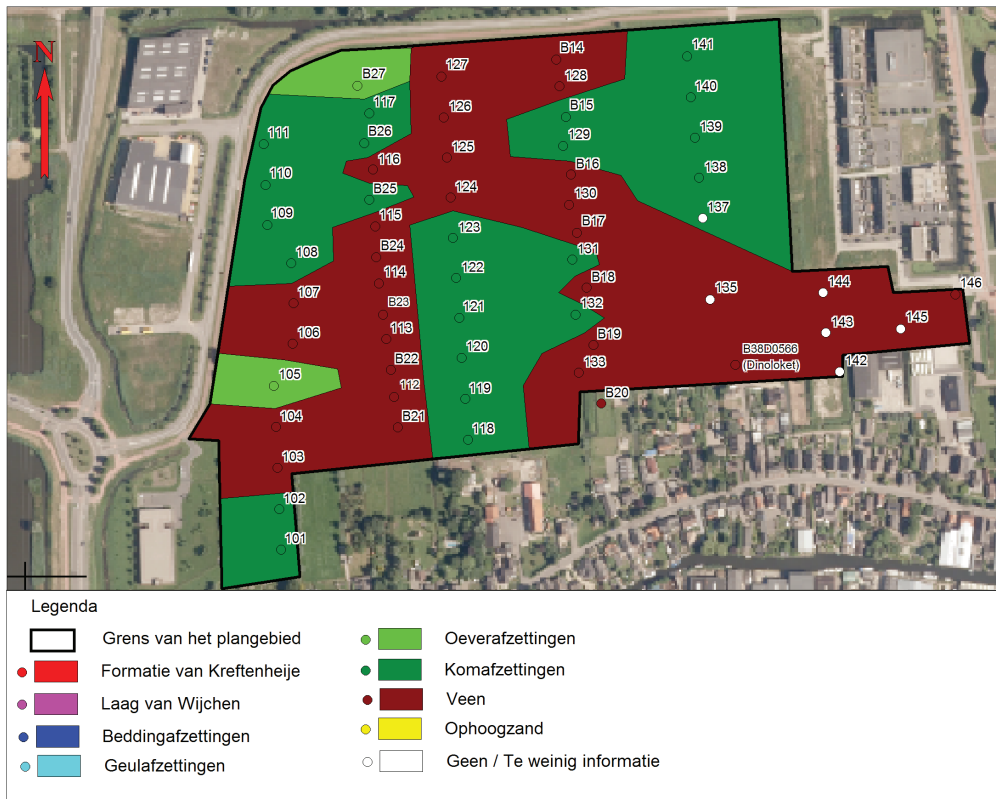 N
B14
141
127
128
B27
140
117
126
B15
111
B26
129
139
125
116
B16
138
110
B25
124
130
137
109
115
B17
123
B24
131
108
114
122
B18
135
144
146
107
B23
121
132
145
106
113
B19
143
120
B38D0566
(Dinoloket)
105
B22
133
142
112
119
B20
104
B21
118
103
102
101
Legenda
Grens van het plangebied
Formatie van Kreftenheije
Laag van Wijchen
Beddingafzettingen
Geulafzettingen
Oeverafzettingen
Komafzettingen
Veen
Ophoogzand
Geen / Te weinig informatie